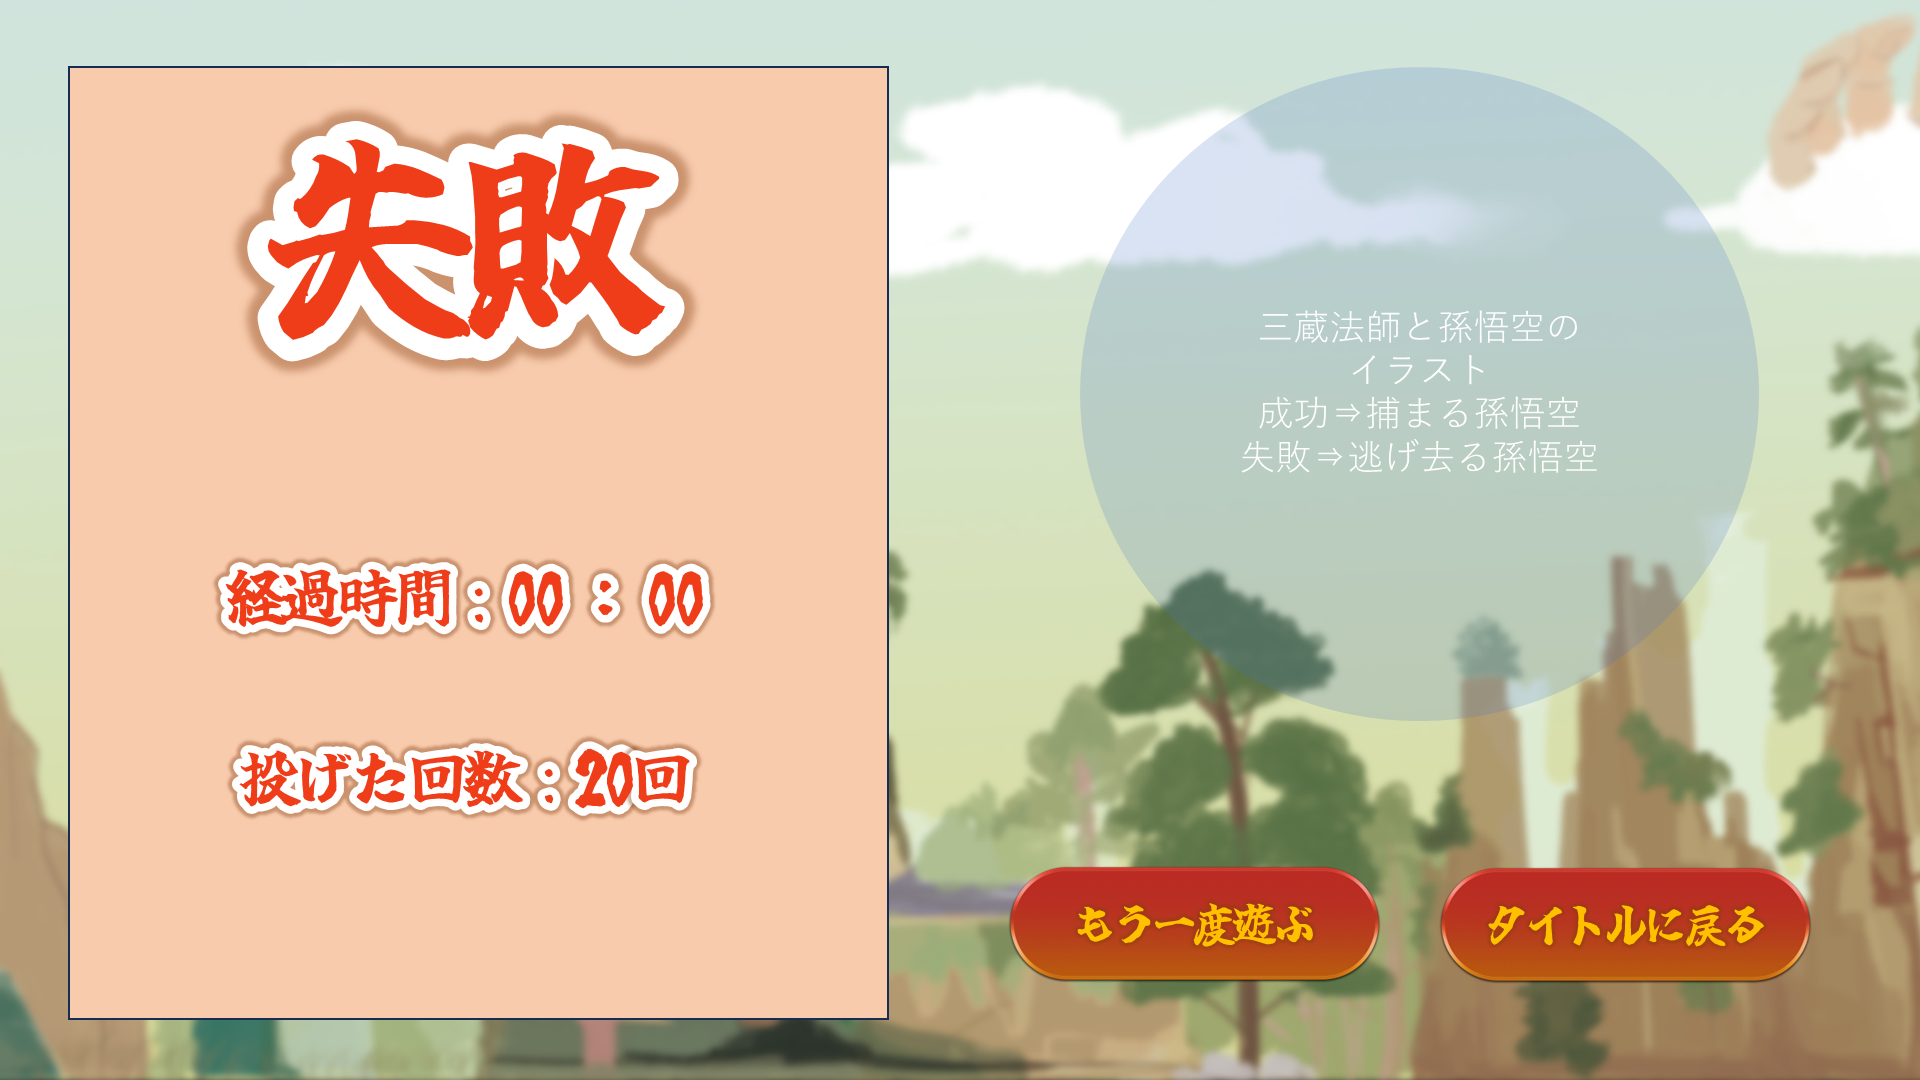 失敗
経過時間:00：00
投げた回数:20回
三蔵法師と孫悟空の
イラスト
成功⇒捕まる孫悟空
失敗⇒逃げ去る孫悟空
もう一度遊ぶ
タイトルに戻る